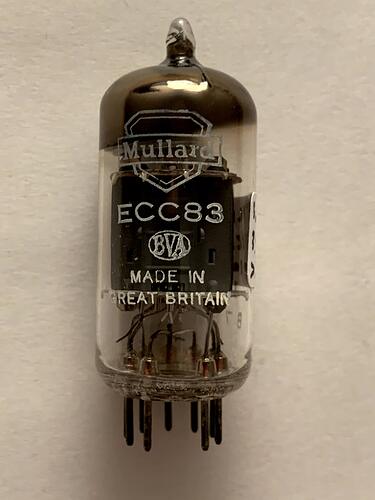 Mullard
ECC83
BVA
MADE IN
GREAT BRITAIN